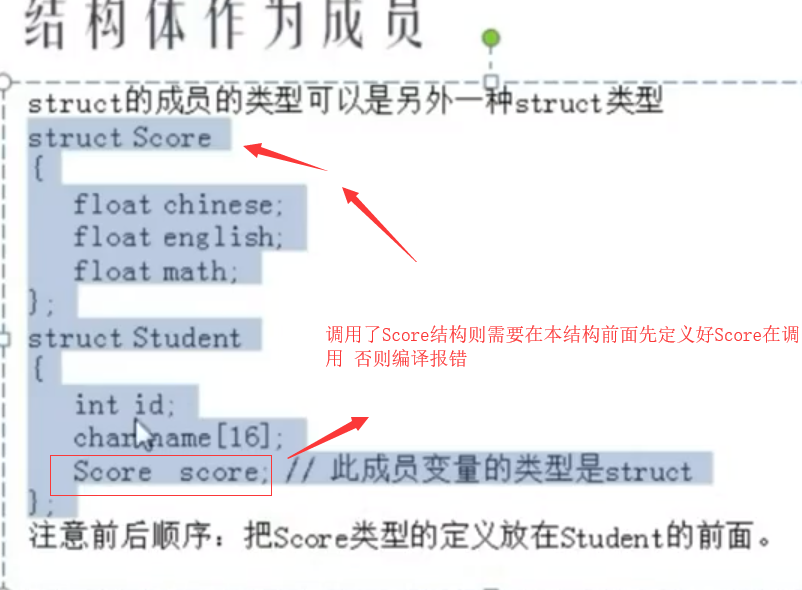 结构体作为成员
struct的成员的类型可以是另外一种struct类型
struct Score
{
float chinese;
float english;
float math;
};
struct Student
{
int id;
char name[16];
Score score; // 此成员变量的类型是struct
};
调用了Score结构则需要在本结构前面先定义好Score在调
用 否则编译报错
注意前后顺序：把Score类型的定义放在Student的前面。